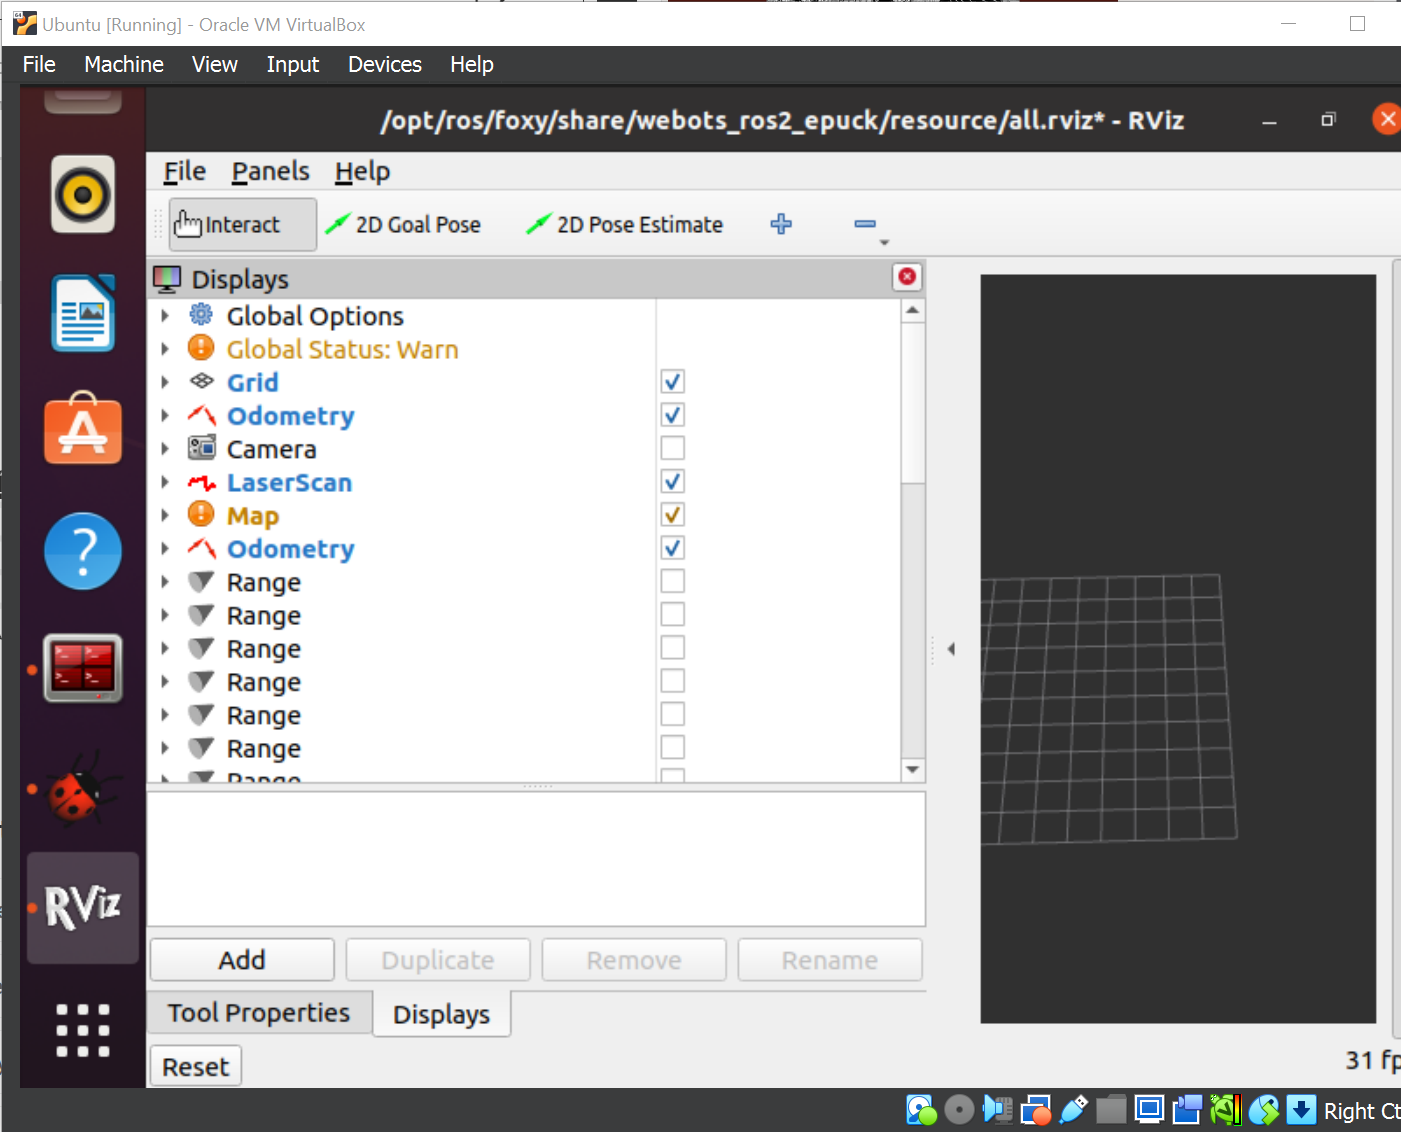 Ubuntu [Running] - Oracle VM VirtualBox
File Machine View Input Devices Help
/opt/ros/foxy/share/webots_ros2_epuck/resource/all.rviz* - RViz
File Panels Help
Interact 2D Goal Pose 2D Pose Estimate
Displays
Global Options
Global Status: Warn
Grid
Odometry
Camera
LaserScan
Map
Odometry
Range
Range
Range
Range
Range
Range
Range
RViz
Add Duplicate Remove Rename
Tool Properties Displays
Reset
31 fp
Right Ct